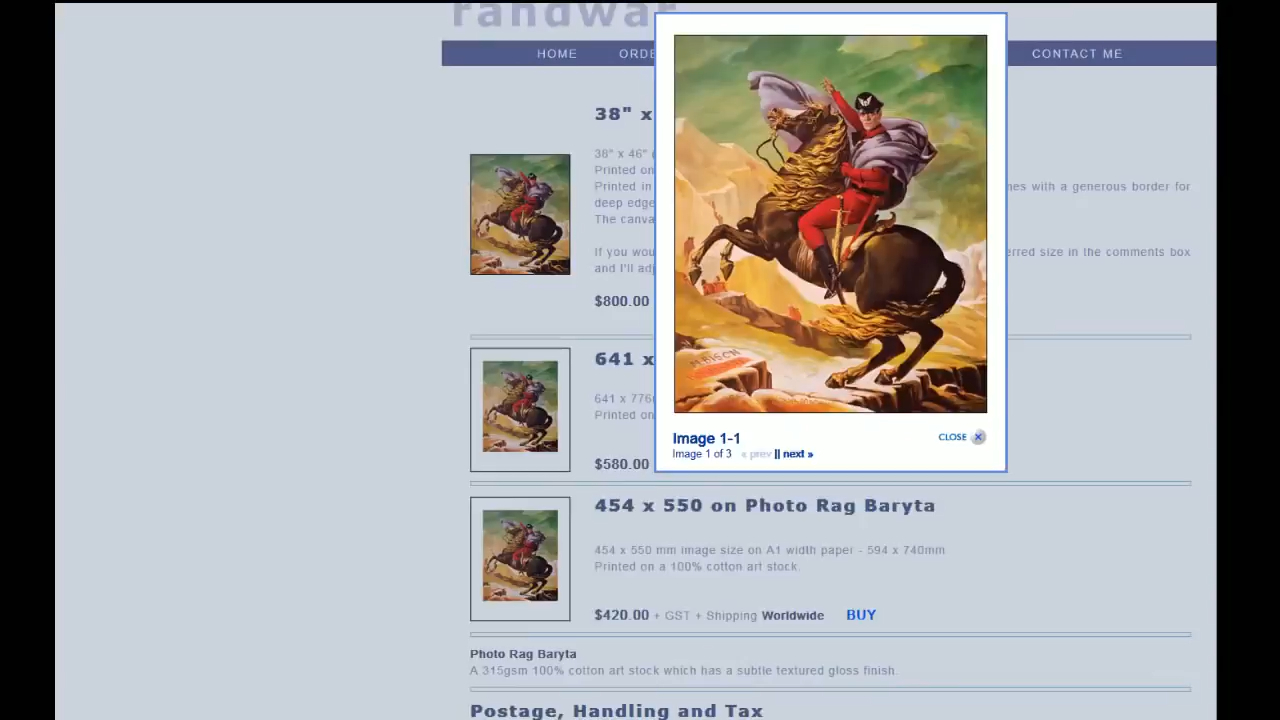 randwar
HOME
ORDE
CONTACT ME
38" x
38" x 46"
Printed on
Printed in
mes with a generous border for
deep edge
The canva
If you wou
erred size in the comments box
and I'll adj
$800.00
641 x
641 x 776
Printed on
$580.00
M. BISON
Image 1-1
CLOSE
Image 1 of 3 « prev || next »
454 x 550 on Photo Rag Baryta
454 x 550 mm image size on A1 width paper - 594 x 740mm
Printed on a 100% cotton art stock.
$420.00 + GST + Shipping Worldwide BUY
Photo Rag Baryta
A 315gsm 100% cotton art stock which has a subtle textured gloss finish.
Postage, Handling and Tax